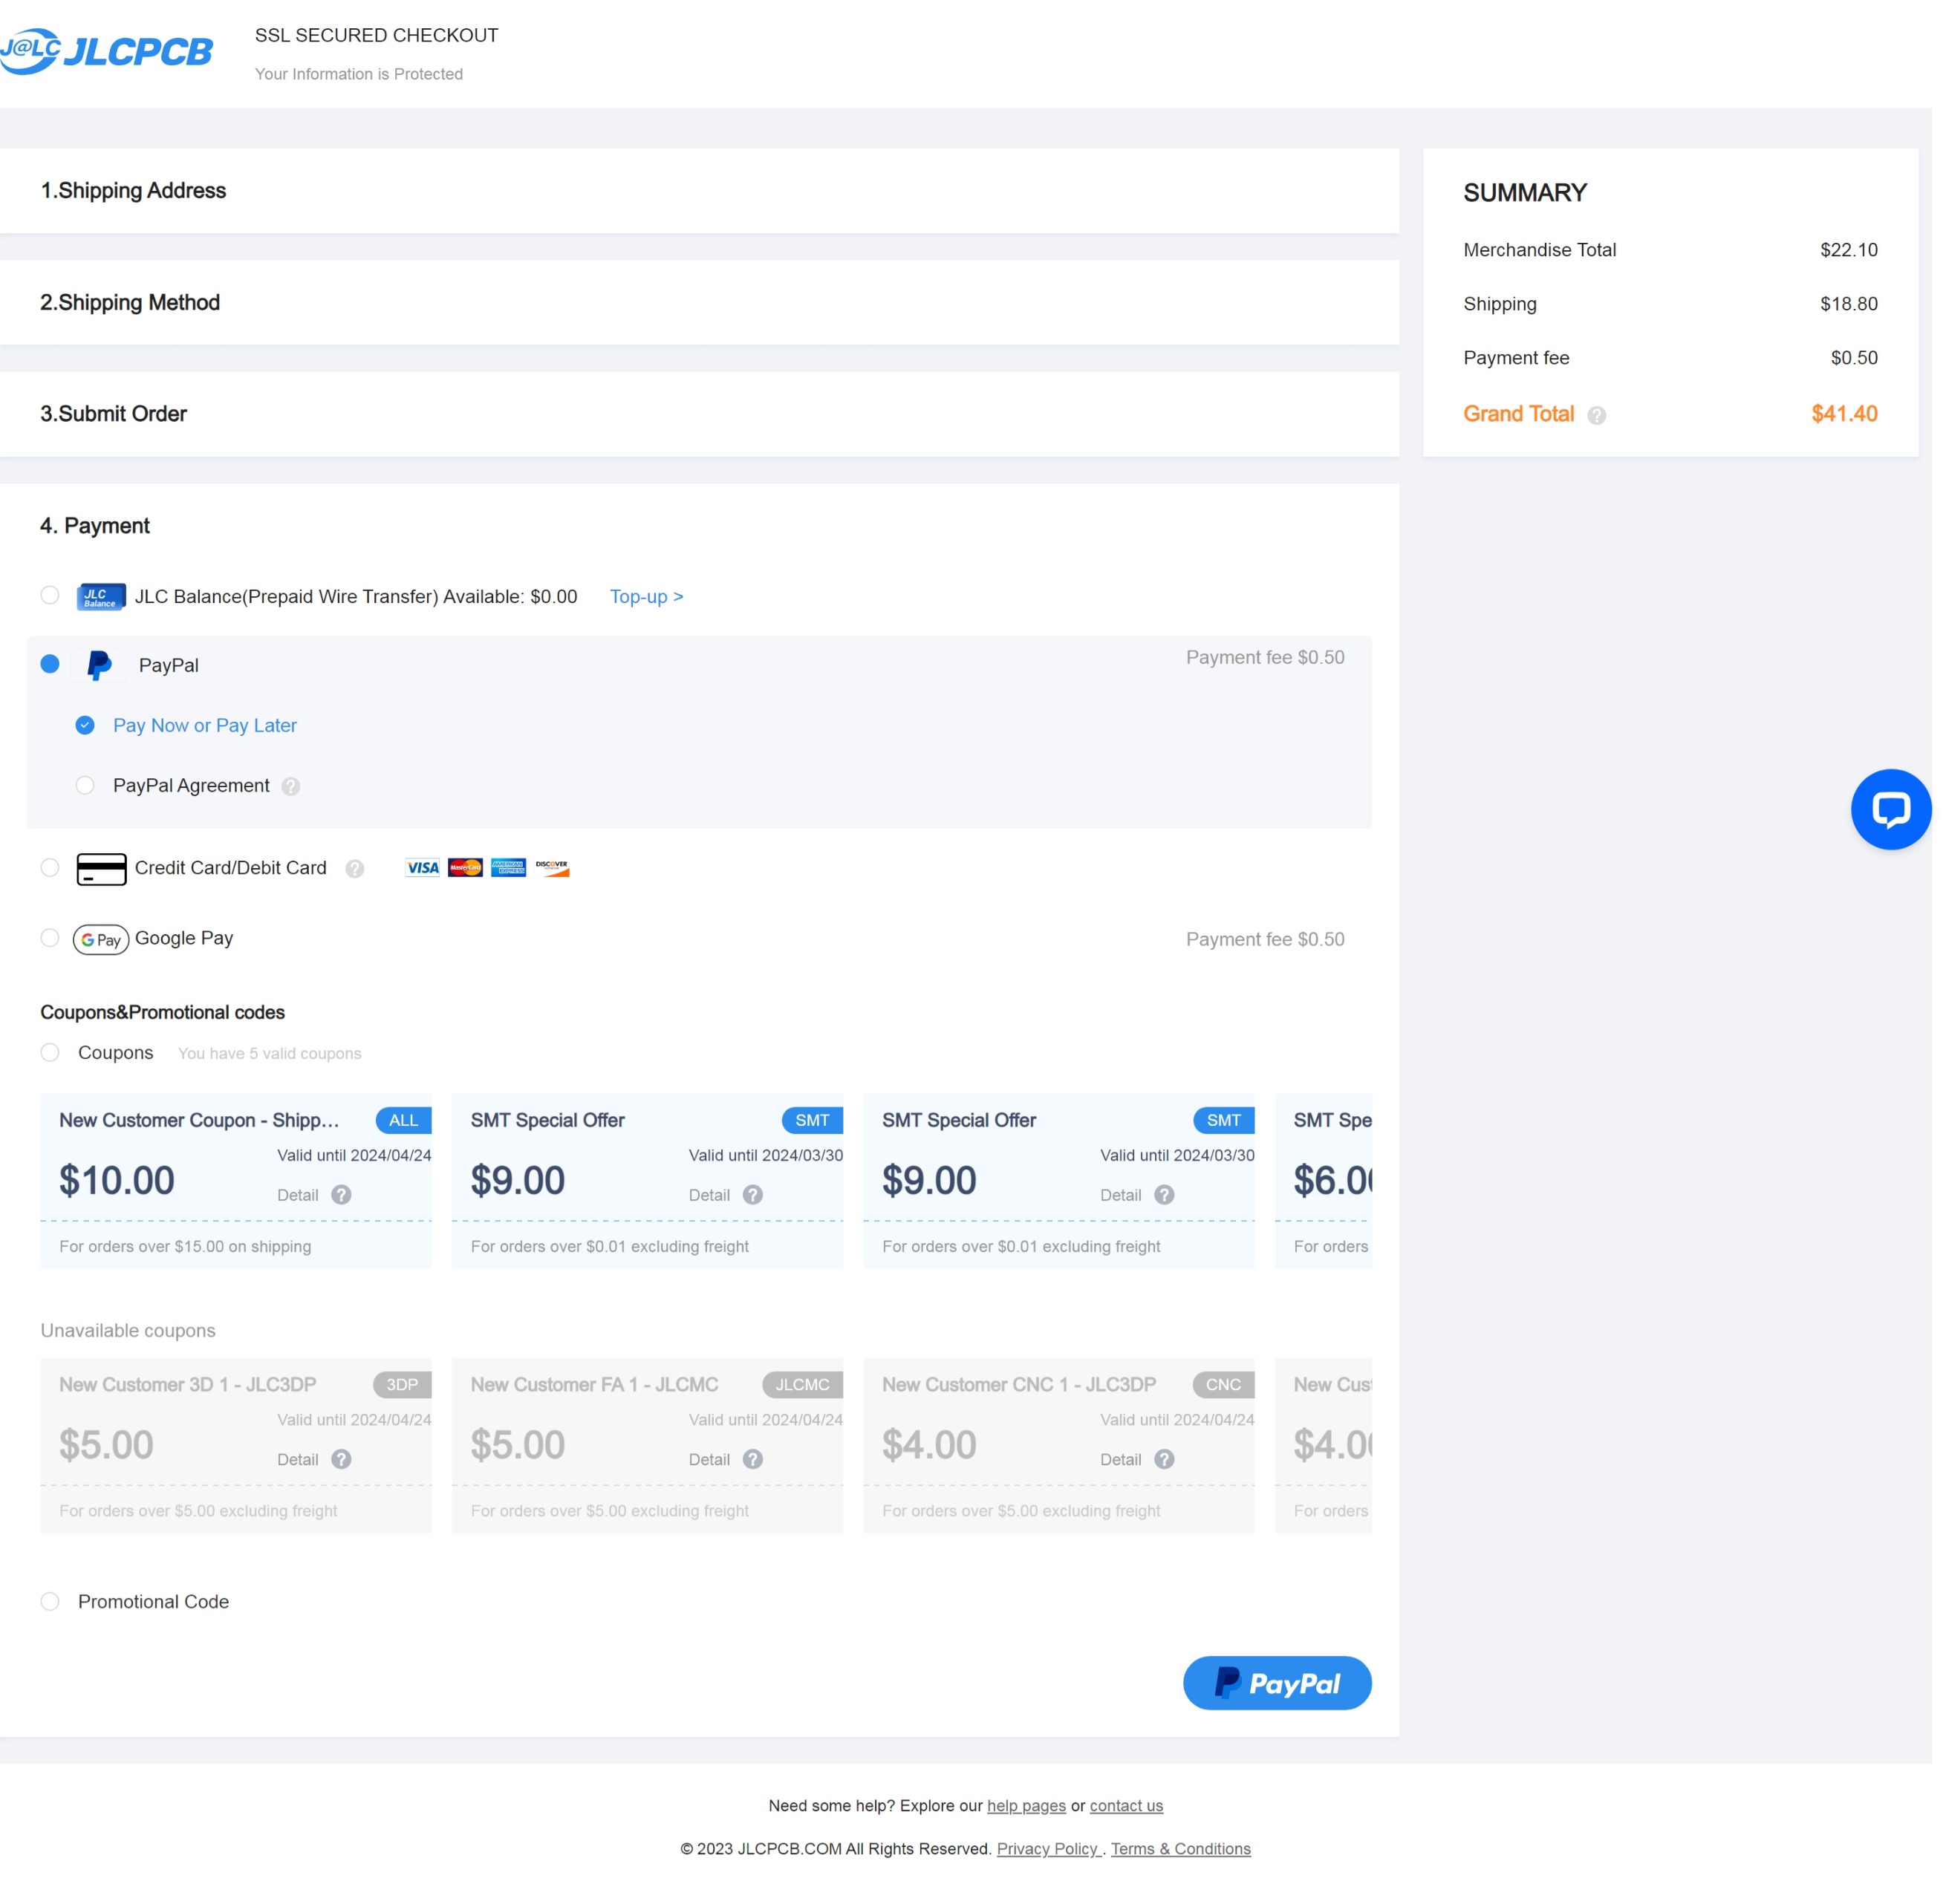 J@LC JLCPCB
SSL SECURED CHECKOUT
Your Information is Protected
1.Shipping Address
2.Shipping Method
3.Submit Order
SUMMARY
Merchandise Total $22.10
Shipping $18.80
Payment fee $0.50
Grand Total ? $41.40
4. Payment
JLC Balance JLC Balance(Prepaid Wire Transfer) Available: $0.00 Top-up >
PayPal Payment fee $0.50
Pay Now or Pay Later
PayPal Agreement ?
Credit Card/Debit Card ? VISA MasterCard AMERICAN EXPRESS DISCOVER
G Pay Google Pay Payment fee $0.50
Coupons&Promotional codes
Coupons You have 5 valid coupons
New Customer Coupon - Shipp... ALL
Valid until 2024/04/24
$10.00
Detail ?
For orders over $15.00 on shipping
SMT Special Offer SMT
Valid until 2024/03/30
$9.00
Detail ?
For orders over $0.01 excluding freight
SMT Special Offer SMT
Valid until 2024/03/30
$9.00
Detail ?
For orders over $0.01 excluding freight
SMT Spe
$6.00
For orders
Unavailable coupons
New Customer 3D 1 - JLC3DP 3DP
Valid until 2024/04/24
$5.00
Detail ?
For orders over $5.00 excluding freight
New Customer FA 1 - JLCMC JLCMC
Valid until 2024/04/24
$5.00
Detail ?
For orders over $5.00 excluding freight
New Customer CNC 1 - JLC3DP CNC
Valid until 2024/04/24
$4.00
Detail ?
For orders over $5.00 excluding freight
New Cus
$4.00
For orders
Promotional Code
PayPal
Need some help? Explore our help pages or contact us
© 2023 JLCPCB.COM All Rights Reserved. Privacy Policy . Terms & Conditions